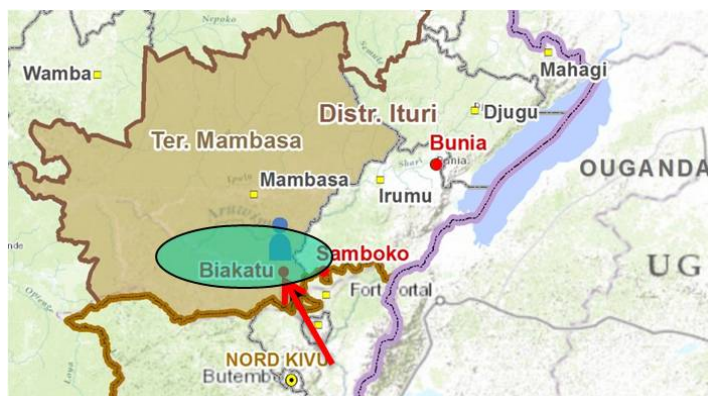 Wamba
Mahagi
Distr. Ituri
Djugu
Ter. Mambasa
Bunia
Bunia
OUGANDA
Mambasa
Irumu
Samboko
Biakatu
Fort Portal
UG
NORD KIVU
Butembo